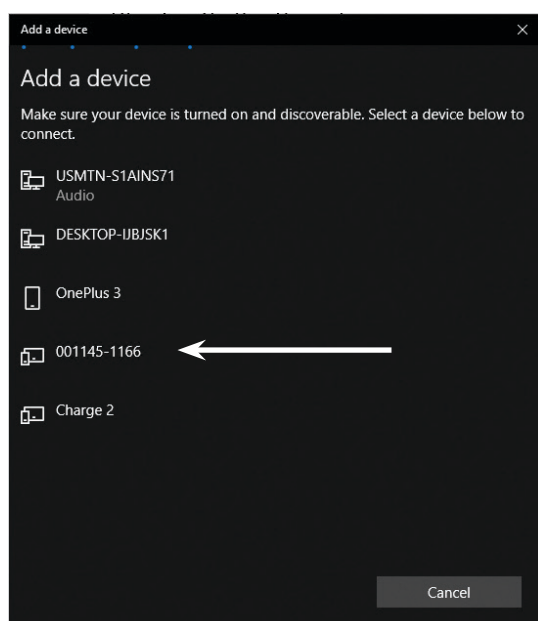 Add a device
Add a device
Make sure your device is turned on and discoverable. Select a device below to
connect.
USMTN-S1AINS71
Audio
DESKTOP-IJBJSK1
OnePlus 3
001145-1166
Charge 2
Cancel